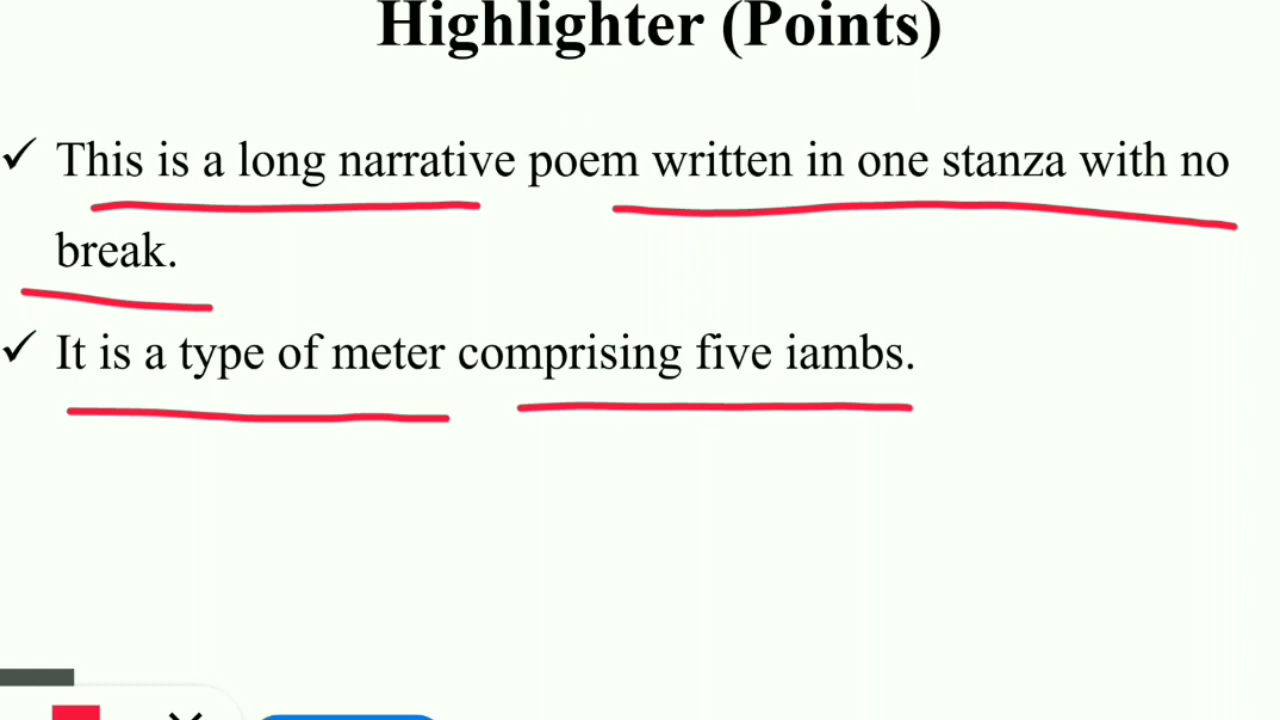 Highlighter (Points)
✓ This is a long narrative poem written in one stanza with no
break.
✓ It is a type of meter comprising five iambs.